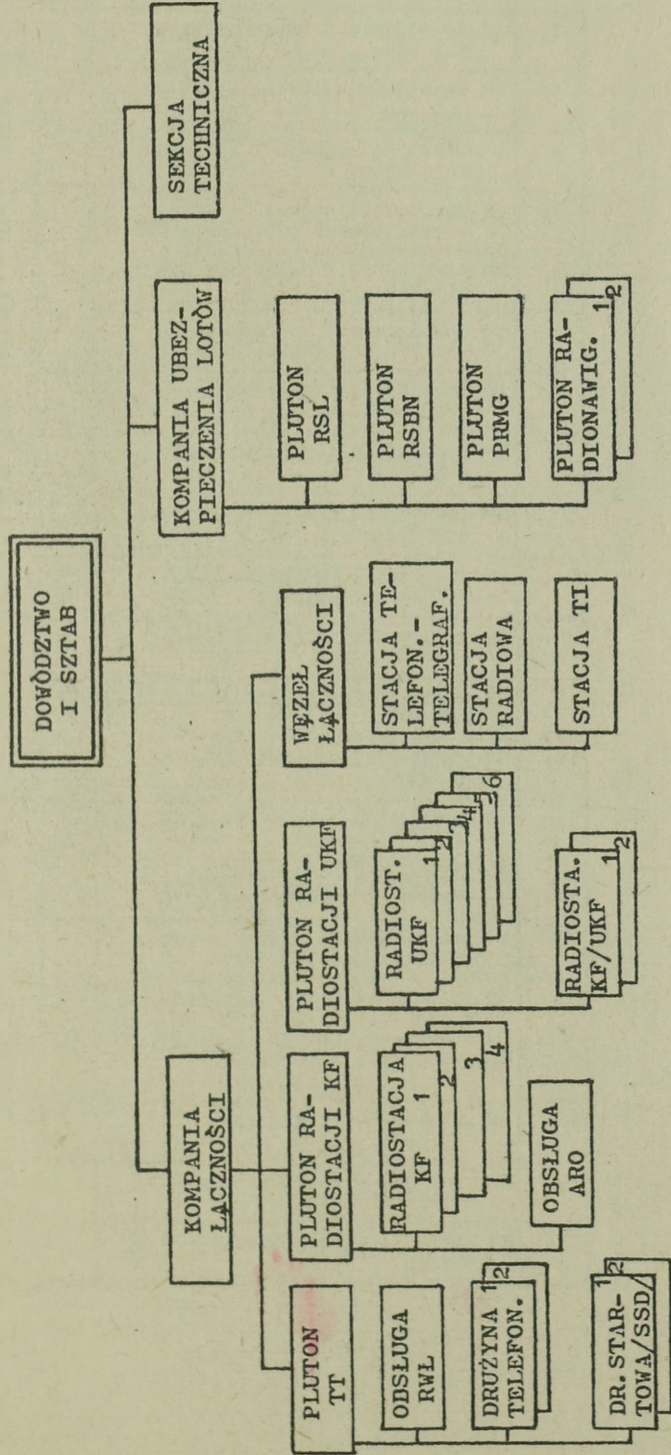 DOWÓDZTWO
I SZTAB
KOMPANIA
ŁĄCZNOŚCI
KOMPANIA UBEZ-
PIECZENIA LOTÓW
SEKCJA
TECHNICZNA
PLUTON
TT
PLUTON RA-
DIOSTACJI KF
PLUTON RA-
DIOSTACJI UKF
WĘZEŁ
ŁĄCZNOŚCI
OBSŁUGA
RWŁ
DRUŻYNA
TELEFON.
1
2
DR.STAR-
TOWA/SSD/
1
2
RADIOSTACJA
KF 1
2
3
4
OBSŁUGA
ARO
RADIOST.
UKF 1
2
3
4
5
6
RADIOSTA.
KF/UKF 1
2
STACJA TE-
LEFON.-
TELEGRAF.
STACJA
RADIOWA
STACJA TI
PLUTON
RSL
PLUTON
RSBN
PLUTON
PRMG
PLUTON RA-
DIONAWIG. 1
2